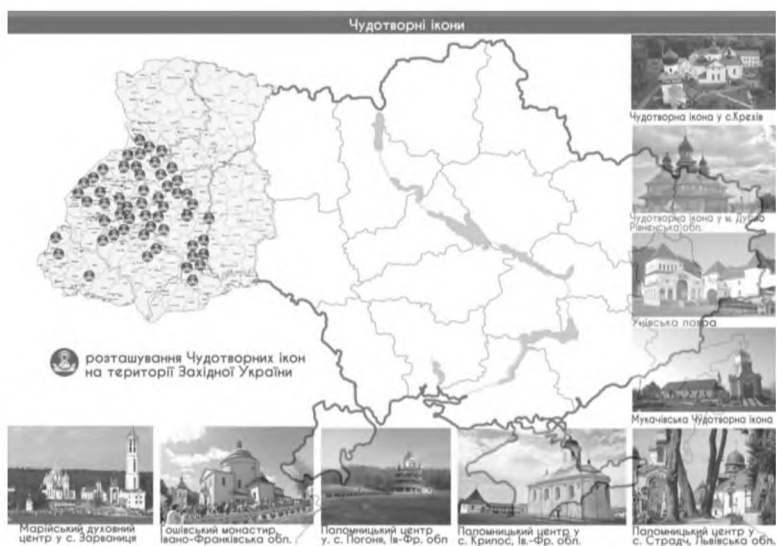 Чудотворні ікони
Чудотворна ікона у с.Крехів
Чудотворна ікона у м. Дубно
Рівненська обл.
Унівська лавра
Мукачівська Чудотворна ікона
розташування Чудотворних ікон
на території Західної України
Марійський духовний
центр у с. Зарваниця
Гошівський монастир,
Івано-Франківська обл.
Паломницький центр
у. с. Погоня, Ів-Фр. обл
Паломницький центр у
с. Крилос, Ів.-Фр. обл.
Паломницький центр у
с. Страдч, Львівська обл.